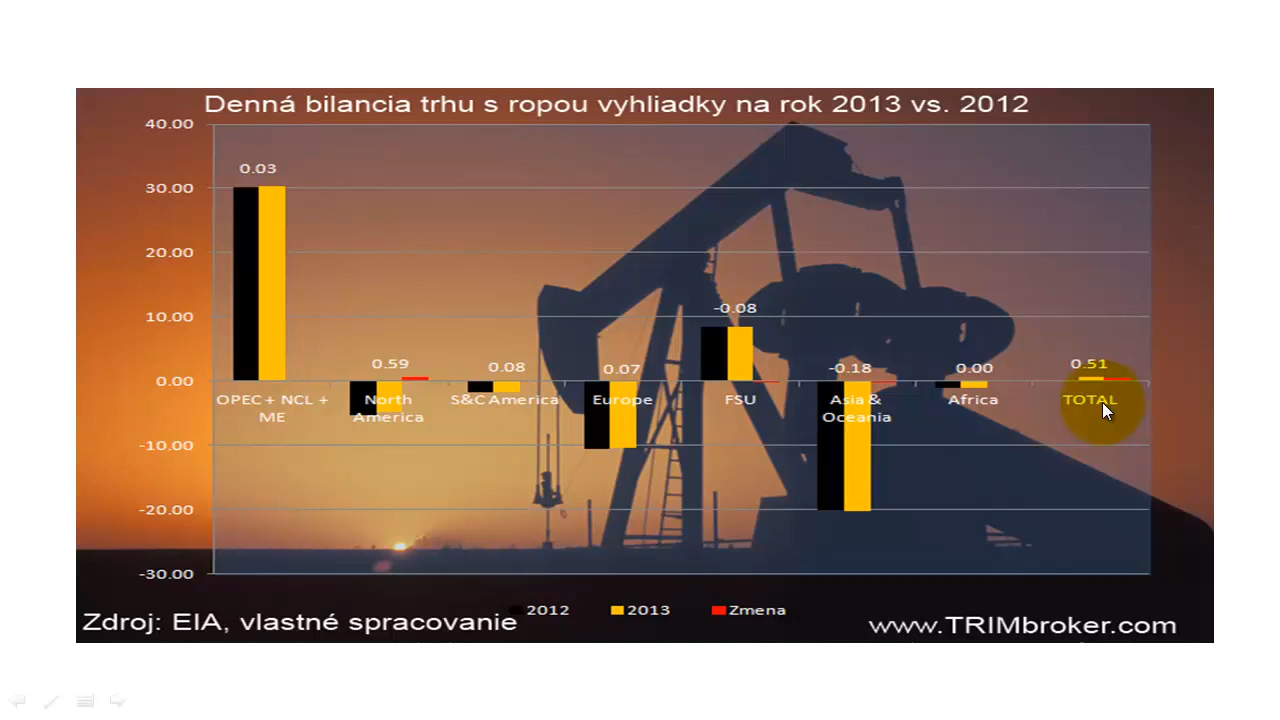 Denná bilancia trhu s ropou vyhliadky na rok 2013 vs. 2012
40.00
30.00
20.00
10.00
0.00
-10.00
-20.00
-30.00
0.03
0.59
0.08
0.07
-0.08
-0.18
0.00
0.51
OPEC + NCL + ME
North America
S&C America
Europe
FSU
Asia & Oceania
Africa
TOTAL
2012
2013
Zmena
Zdroj: EIA, vlastné spracovanie
www.TRIMbroker.com